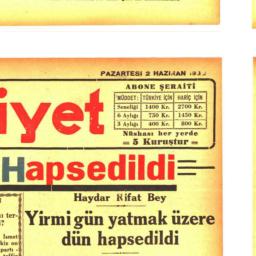 PAZARTESİ 2 HAZİRAN
iyet
ABONE ŞERAİTİ
MÜDDET: TÜRKİYE İÇİN HARİÇ İÇİN
Seneliği 1400 Kr. 2700 Kr.
6 Aylığı 750 Kr. 1450 Kr.
3 Aylığı 400 Kr. 800 Kr.
Nüshası her yerde
5 Kuruştur
Hapsedildi
Haydar Rifat Bey
Yirmi gün yatmak üzere
dün hapsedildi